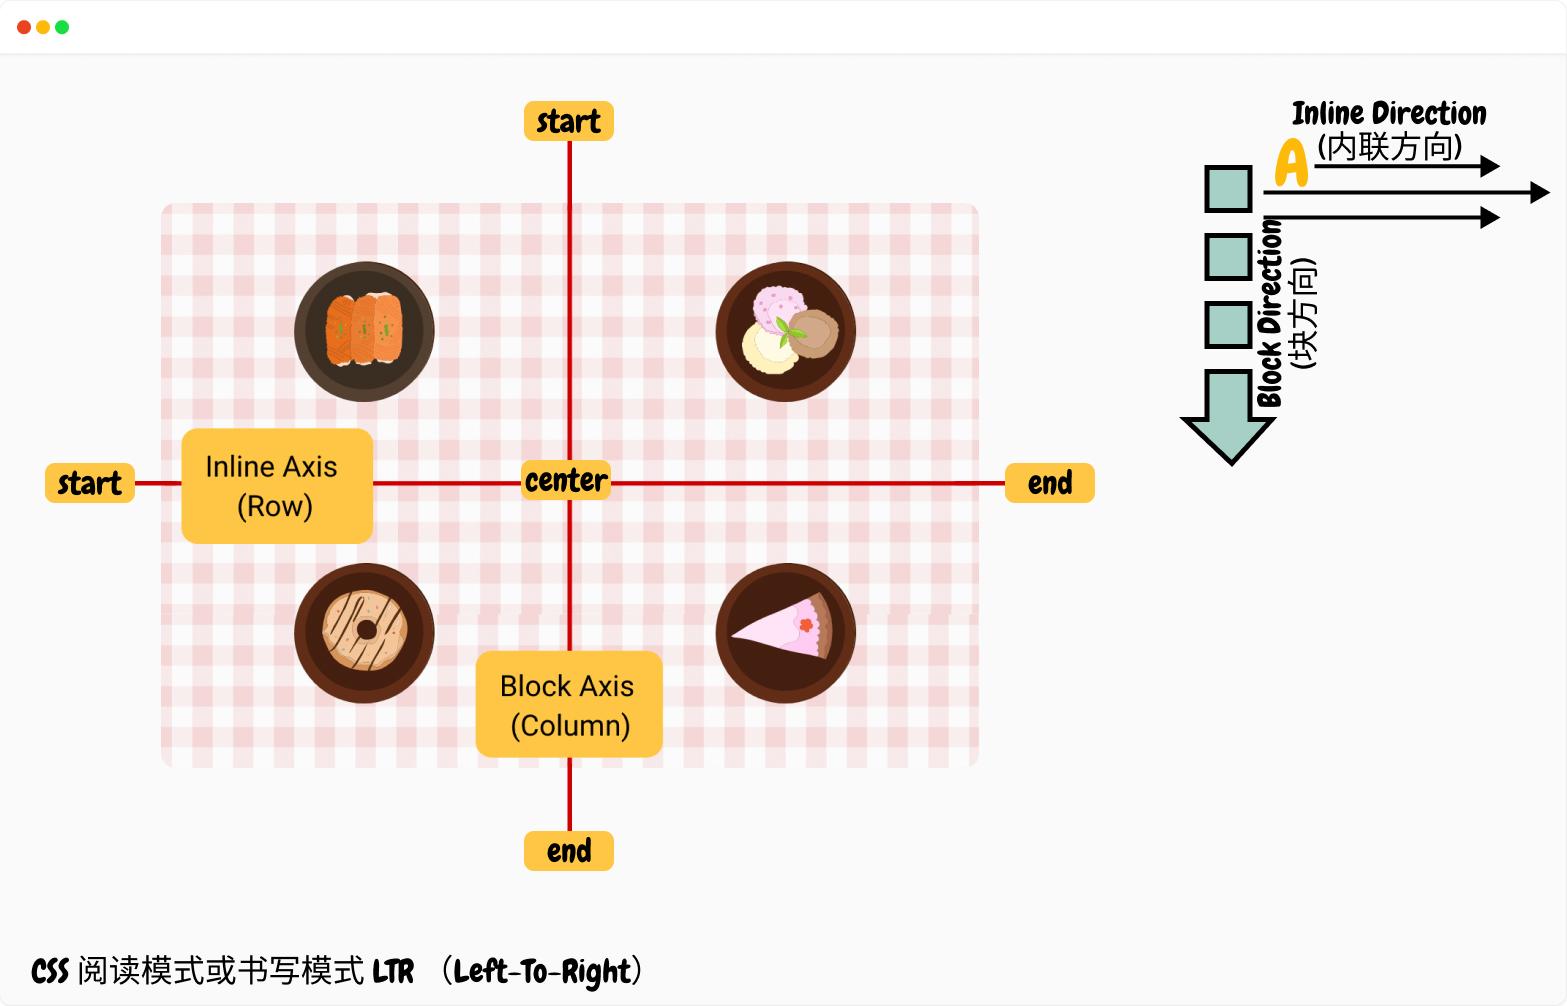 start
Inline Direction
(内联方向)
A
Block Direction
(块方向)
start
Inline Axis
(Row)
center
end
Block Axis
(Column)
end
CSS 阅读模式或书写模式 LTR （Left-To-Right）